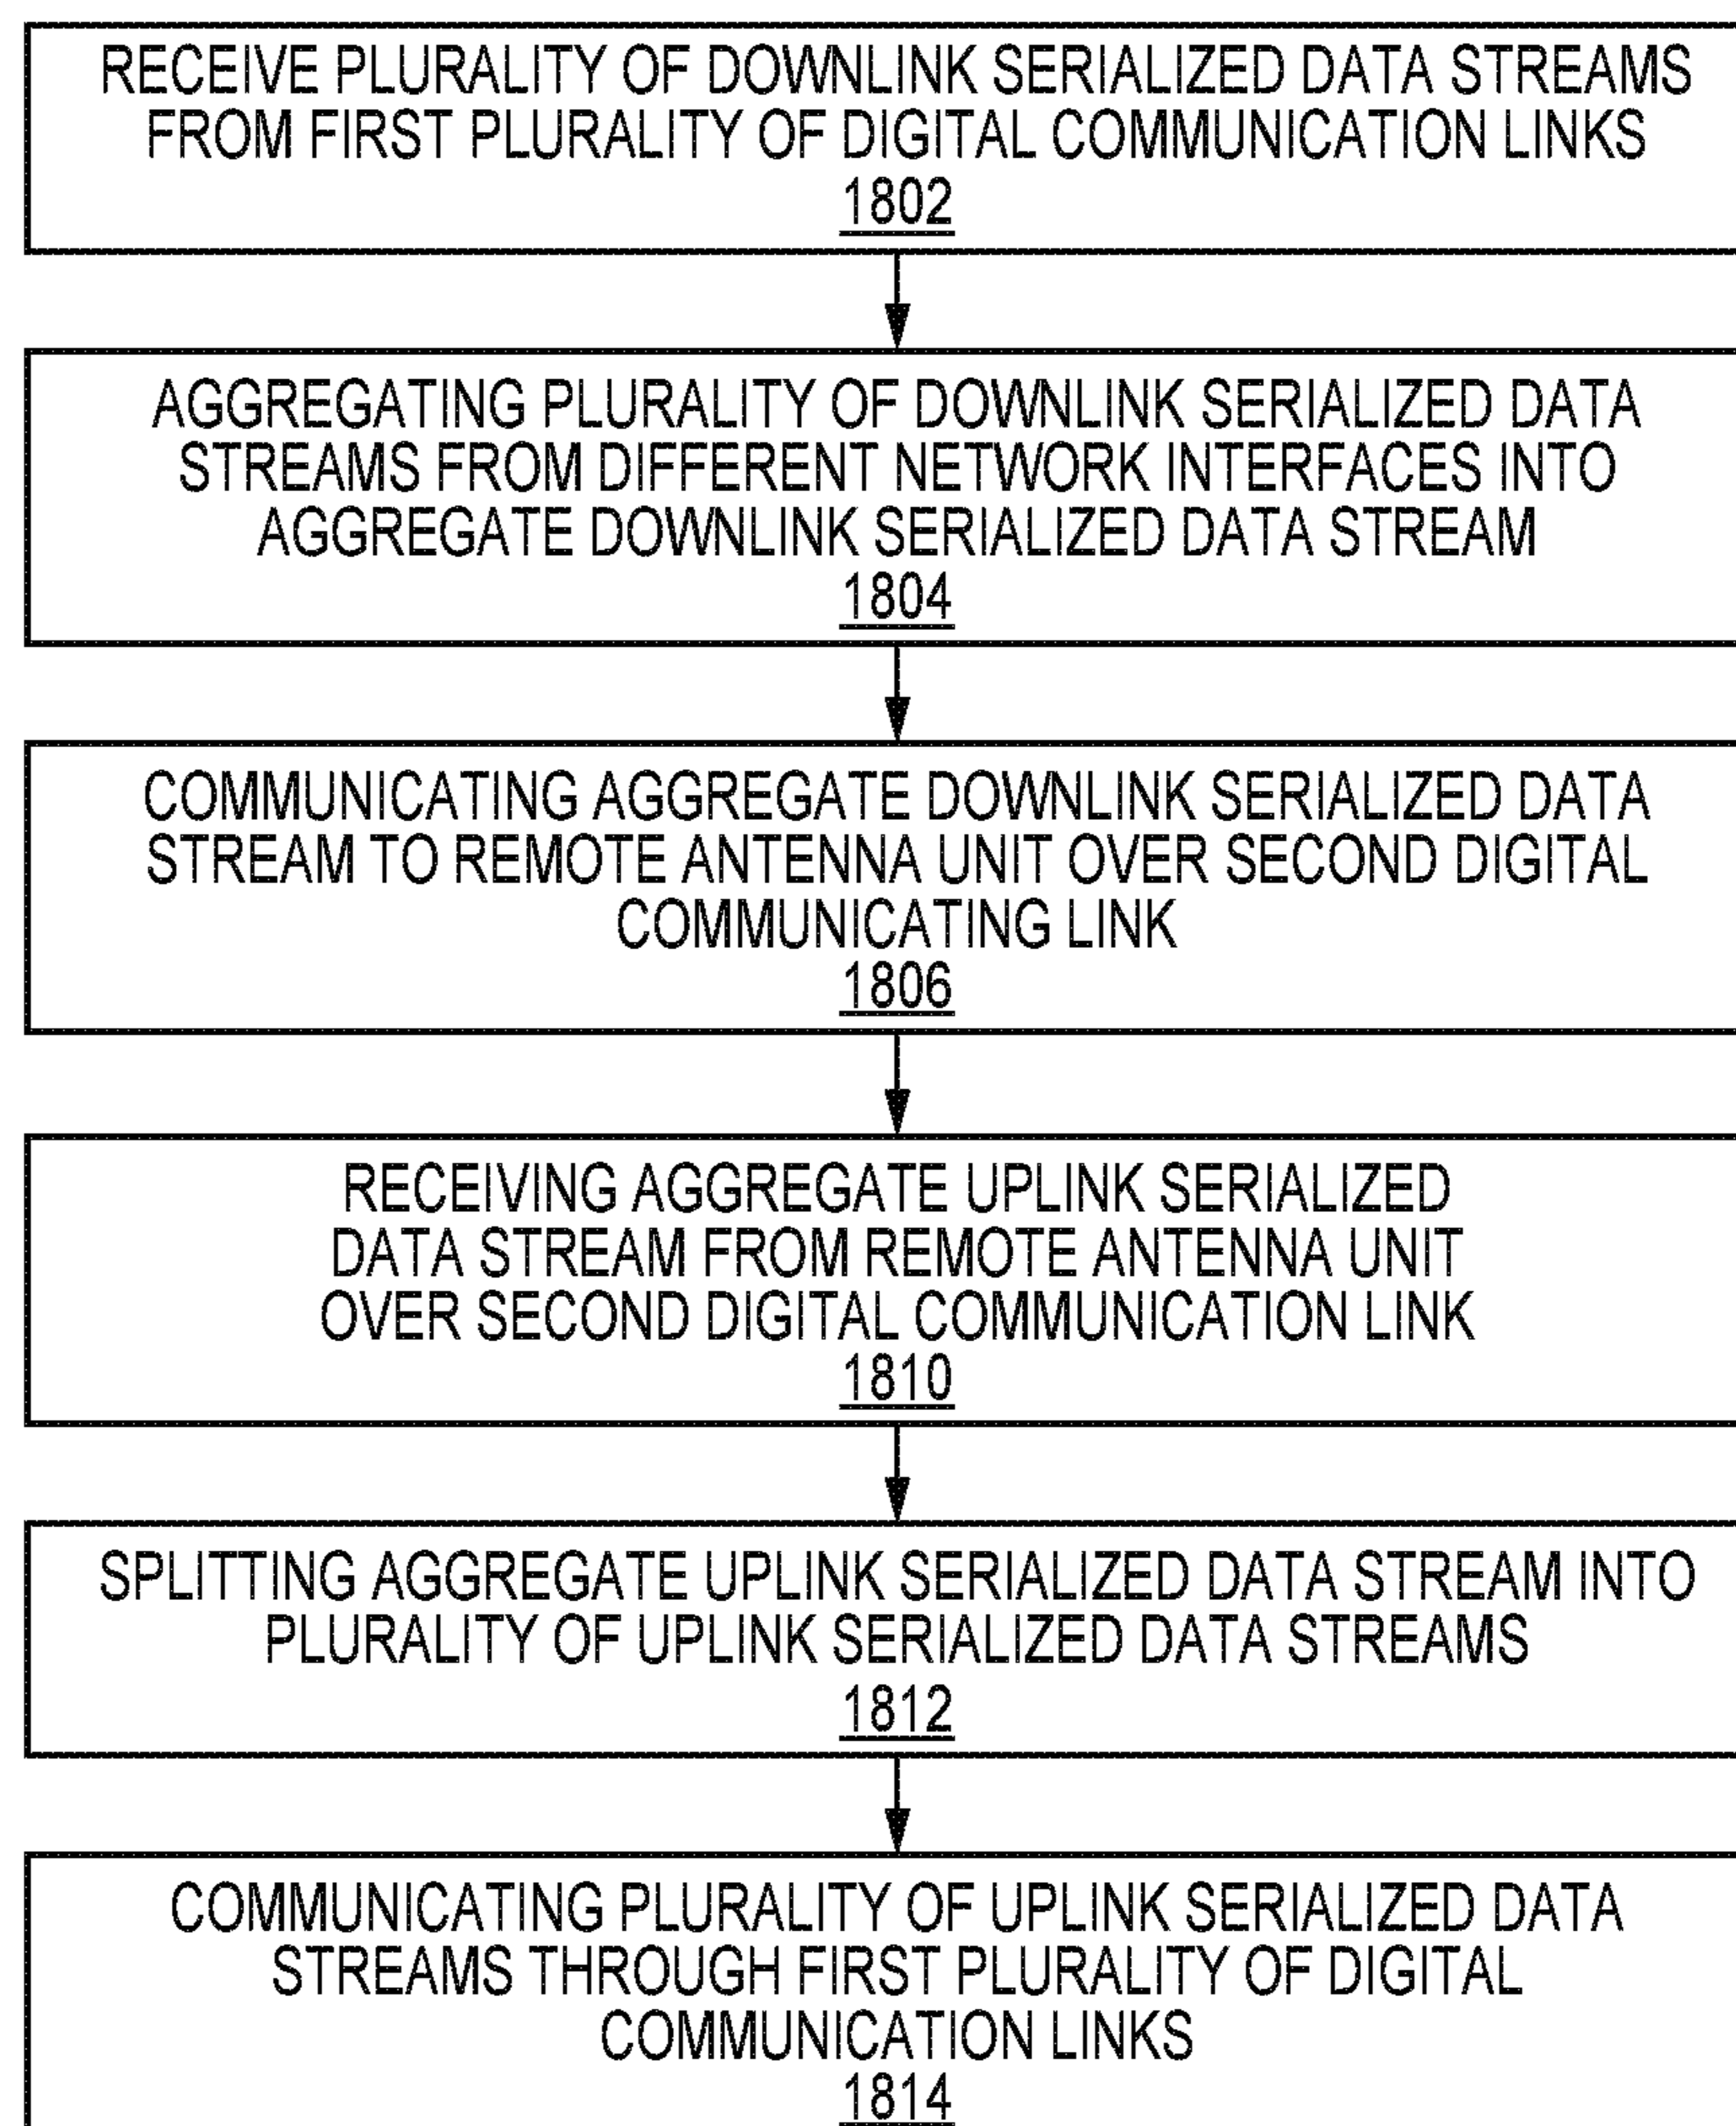 RECEIVE PLURALITY OF DOWNLINK SERIALIZED DATA STREAMS
FROM FIRST PLURALITY OF DIGITAL COMMUNICATION LINKS
1802
AGGREGATING PLURALITY OF DOWNLINK SERIALIZED DATA
STREAMS FROM DIFFERENT NETWORK INTERFACES INTO
AGGREGATE DOWNLINK SERIALIZED DATA STREAM
1804
COMMUNICATING AGGREGATE DOWNLINK SERIALIZED DATA
STREAM TO REMOTE ANTENNA UNIT OVER SECOND DIGITAL
COMMUNICATING LINK
1806
RECEIVING AGGREGATE UPLINK SERIALIZED
DATA STREAM FROM REMOTE ANTENNA UNIT
OVER SECOND DIGITAL COMMUNICATION LINK
1810
SPLITTING AGGREGATE UPLINK SERIALIZED DATA STREAM INTO
PLURALITY OF UPLINK SERIALIZED DATA STREAMS
1812
COMMUNICATING PLURALITY OF UPLINK SERIALIZED DATA
STREAMS THROUGH FIRST PLURALITY OF DIGITAL
COMMUNICATION LINKS
1814